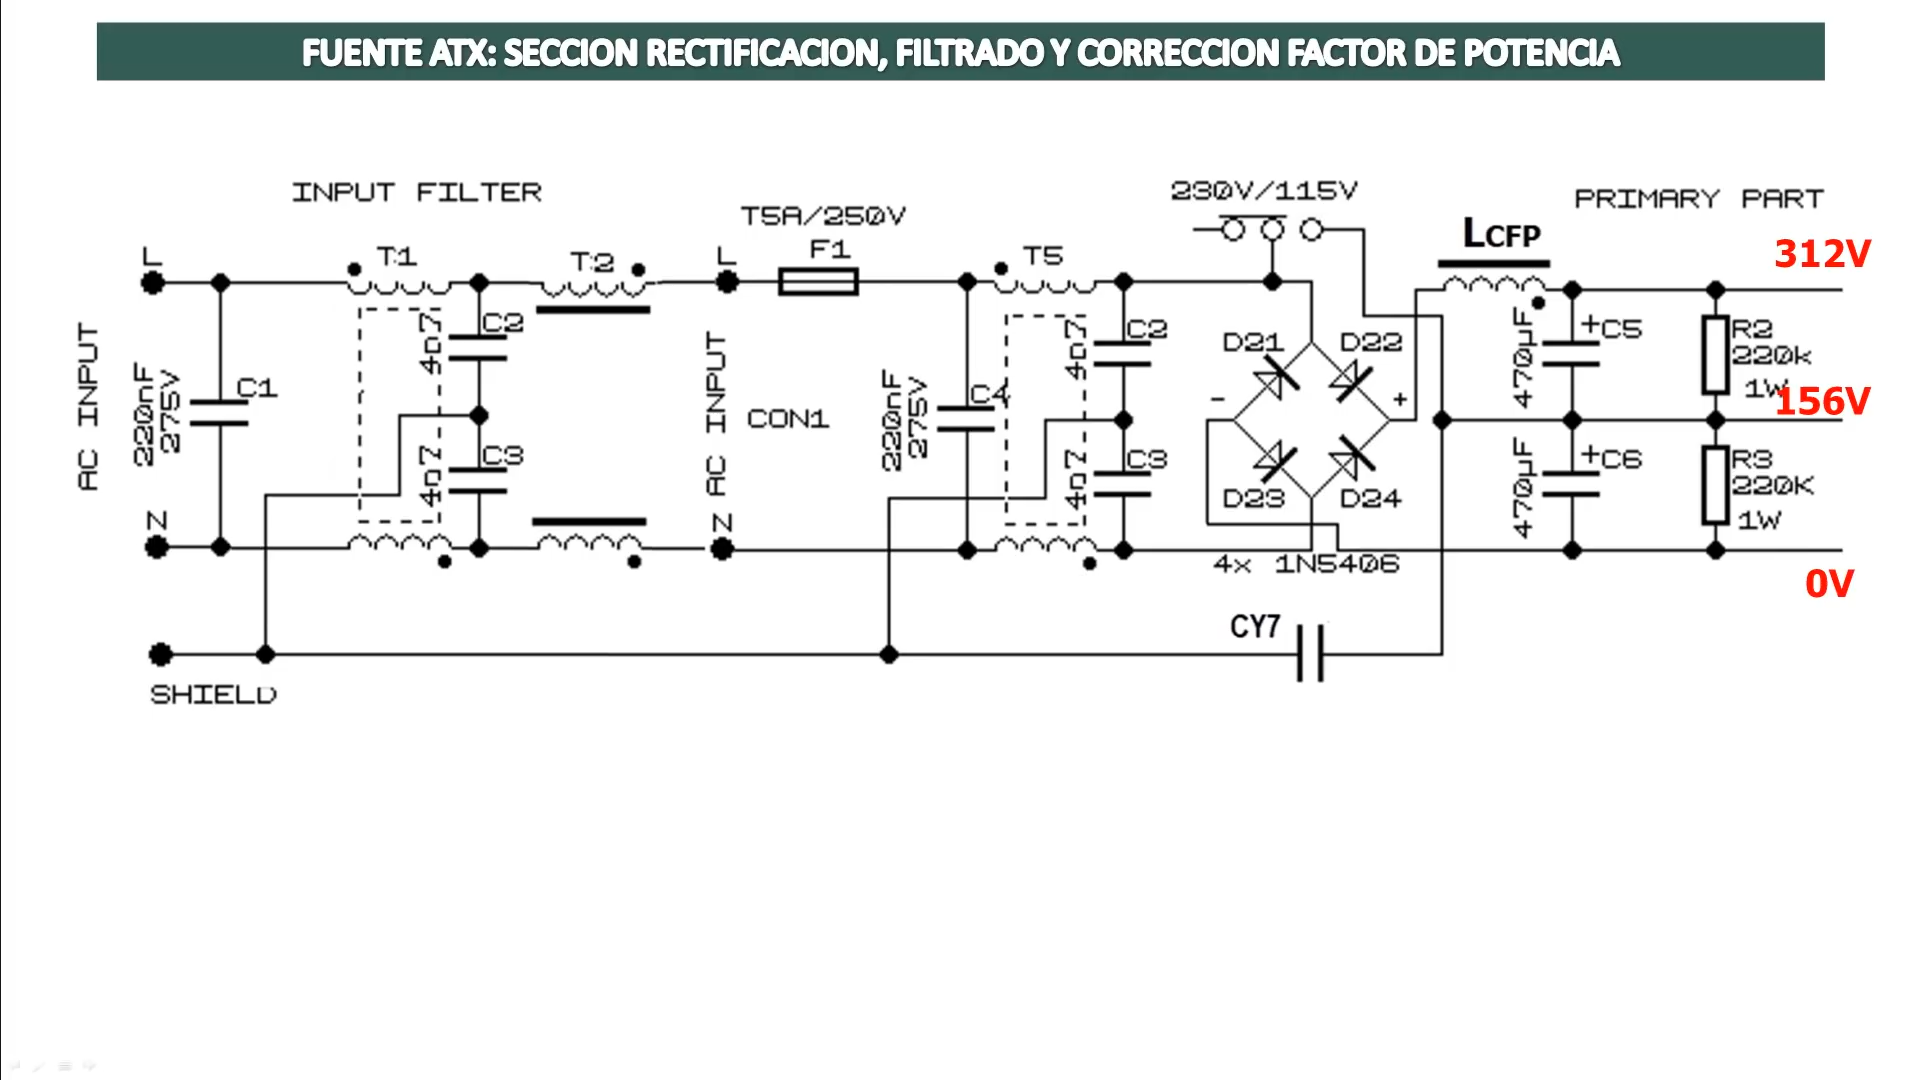 FUENTE ATX: SECCION RECTIFICACION, FILTRADO Y CORRECCION FACTOR DE POTENCIA
INPUT FILTER
230V/115V
PRIMARY PART
T5A/250V
LCFP
L
T1
T2
L
F1
T5
312V
C2
4n7
C2
4n7
D21
D22
+
C5
470µF
R2
220k
1W
AC INPUT
220nF
275V
C1
AC INPUT
CON1
220nF
275V
C4
-
+
156V
C3
4n7
C3
4n7
D23
D24
+
C6
470µF
R3
220K
1W
N
N
4x 1N5406
0V
CY7
SHIELD